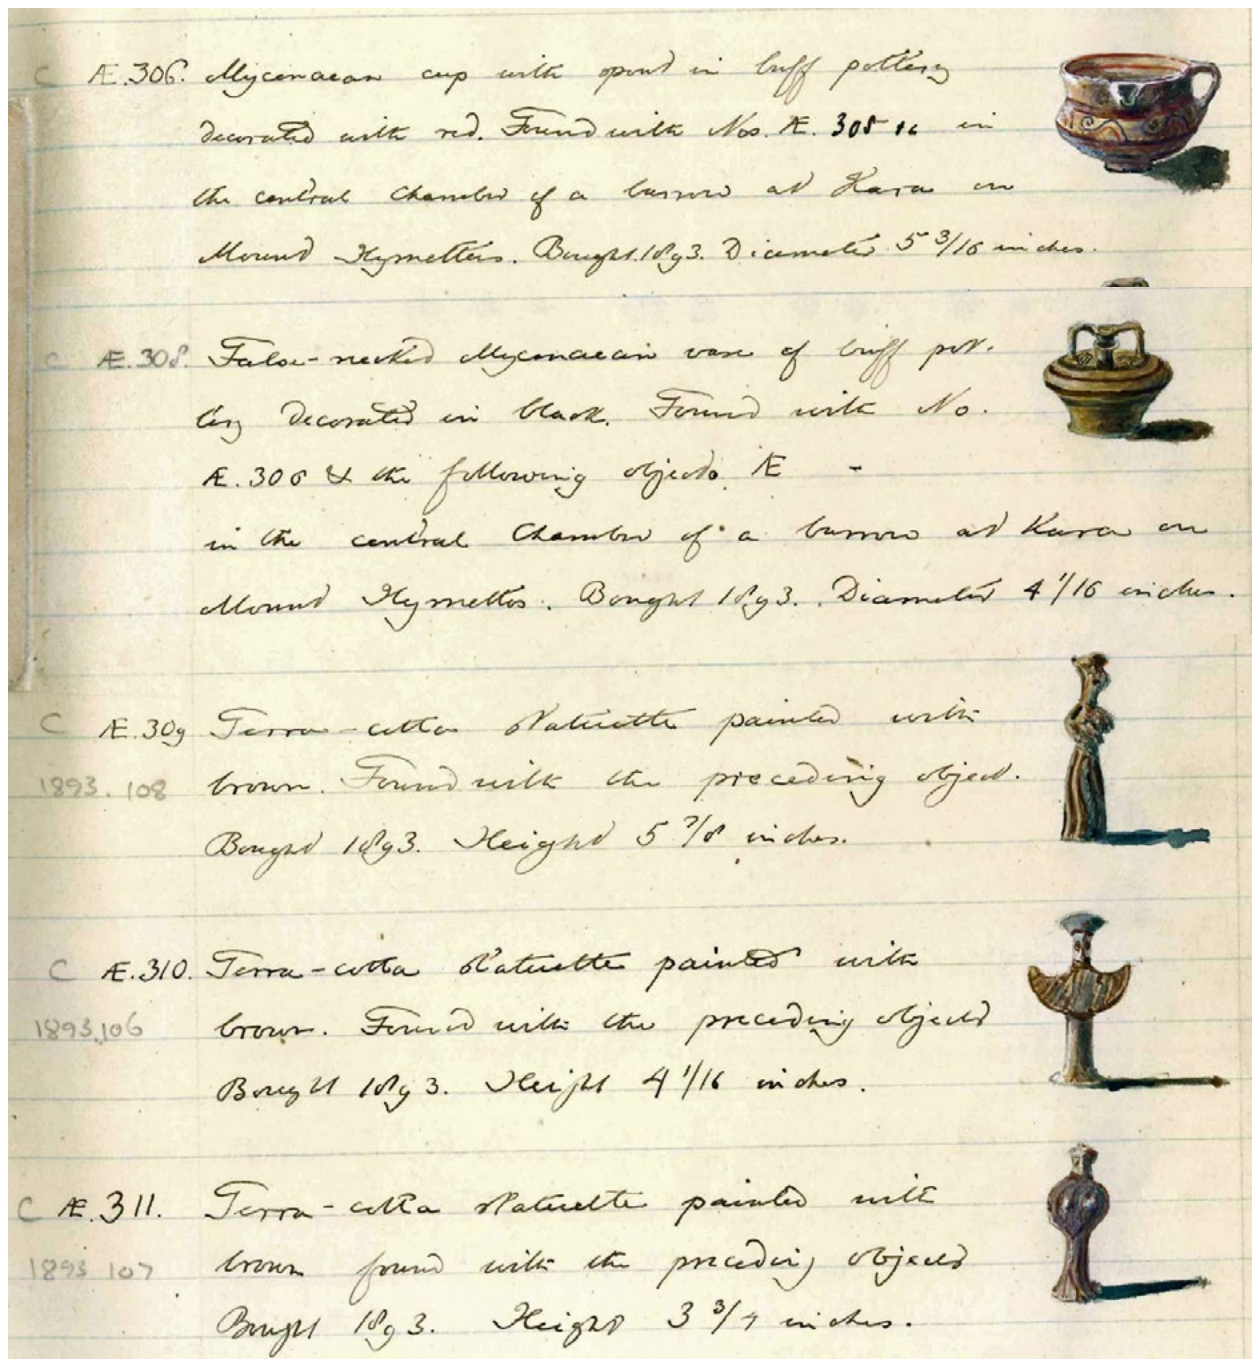 C Æ.306. Mycenaean cup with spout in buff pottery
decorated with red. Found with Nos. Æ. 308 in
the central chamber of a barrow at Kara on
Mount Hymettus. Bought 1893. Diameter 5 3/16 inches.
C Æ.308. False-necked Mycenaean vase of buff pot-
tery decorated in black. Found with No.
Æ.306 & the following objects Æ -
in the central Chamber of a barrow at Kara on
Mount Hymettos. Bought 1893. Diameter 4 1/16 inches.
C Æ.309 Terra-cotta statuette painted with
1893.108 brown. Found with the preceding object.
Bought 1893. Height 5 7/8 inches.
C Æ.310. Terra-cotta statuette painted with
1893.106 brown. Found with the preceding objects
Bought 1893. Height 4 1/16 inches.
C Æ.311. Terra-cotta statuette painted with
1893 107 brown found with the preceding objects
Bought 1893. Height 3 3/4 inches.